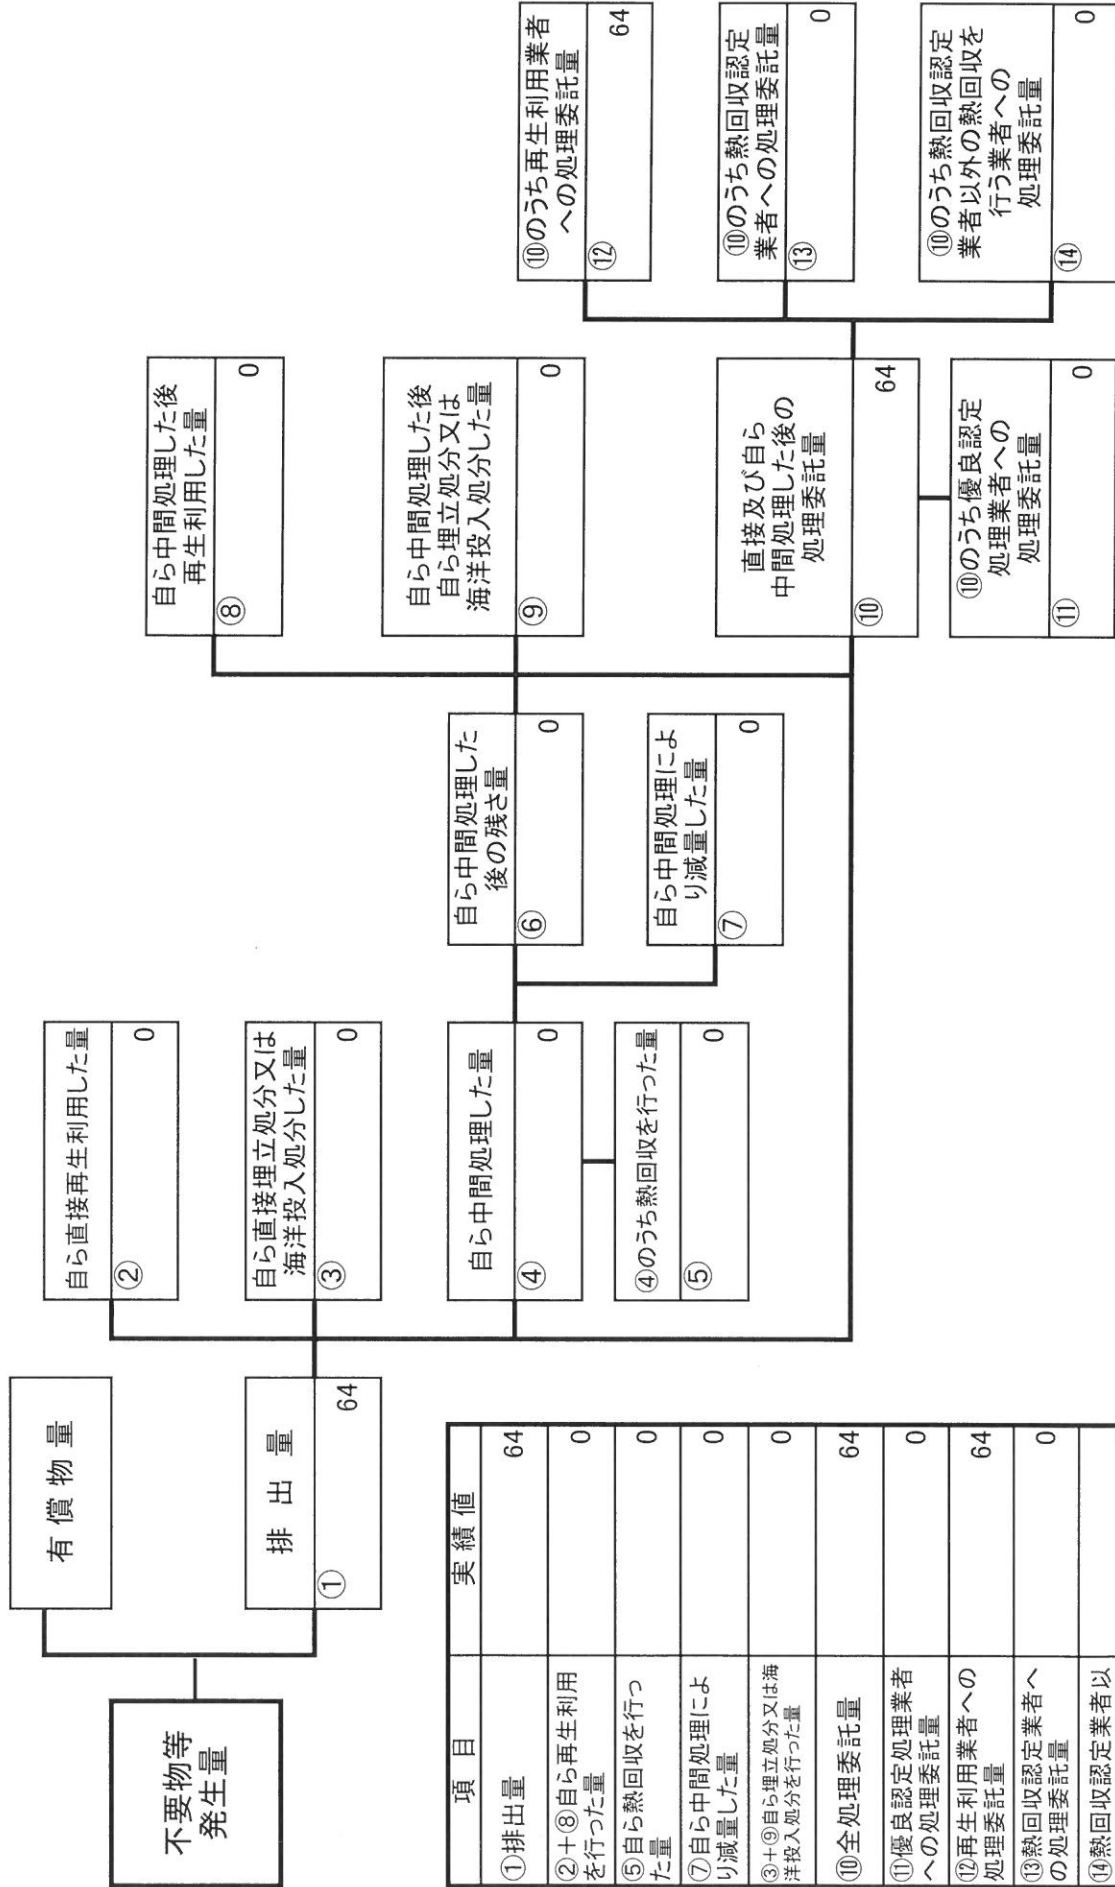 不要物等
発生量
有償物量
排出量
①
64
自ら直接再生利用した量
②
0
自ら直接埋立処分又は
海洋投入処分した量
③
0
自ら中間処理した量
④
0
④のうち熱回収を行った量
⑤
0
自ら中間処理した
後の残さ量
⑥
0
自ら中間処理によ
り減量した量
⑦
0
自ら中間処理した後
再生利用した量
⑧
0
自ら中間処理した後
自ら埋立処分又は
海洋投入処分した量
⑨
0
直接及び自ら
中間処理した後の
処理委託量
⑩
64
⑩のうち優良認定
処理業者への
処理委託量
⑪
0
⑩のうち再生利用業者
への処理委託量
⑫
64
⑩のうち熱回収認定
業者への処理委託量
⑬
0
⑩のうち熱回収認定
業者以外の熱回収を
行う業者への
処理委託量
⑭
0
項目 実績値
①排出量 64
②+⑧自ら再生利用
を行った量 0
⑤自ら熱回収を行っ
た量 0
⑦自ら中間処理によ
り減量した量 0
③+⑨自ら埋立処分又は海
洋投入処分を行った量 0
⑩全処理委託量 64
⑪優良認定処理業者
への処理委託量 0
⑫再生利用業者への
処理委託量 64
⑬熱回収認定業者へ
の処理委託量 0
⑭熱回収認定業者以